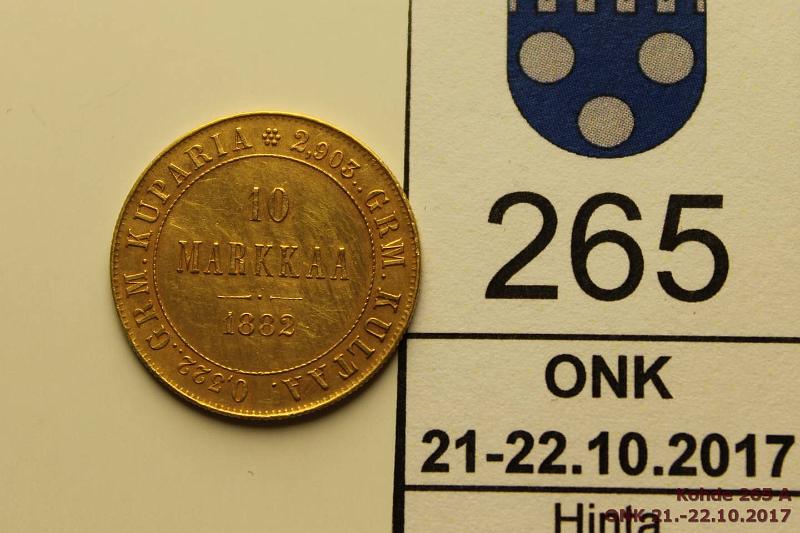 2,903.. GRM. KULTAA. 0,322.. GRM. KUPARIA
10
MARKKAA
1882
265
ONK
21-22.10.2017
Hinta
Kohde 265 A
ONK 21.-22.10.2017